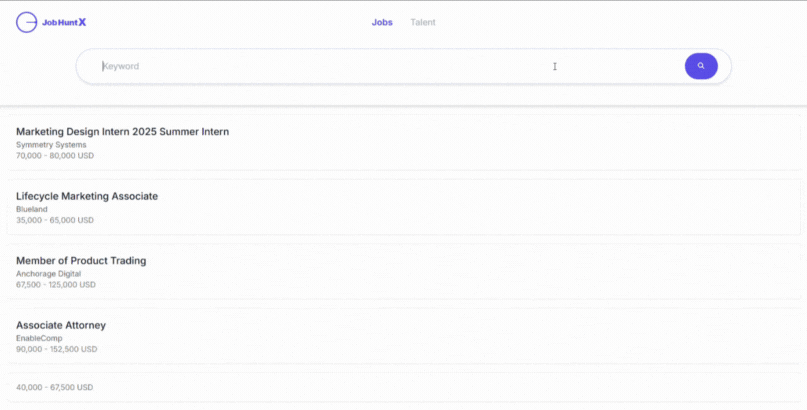 JobHuntX
Jobs
Talent
Keyword
Marketing Design Intern 2025 Summer Intern
Symmetry Systems
70,000 - 80,000 USD
Lifecycle Marketing Associate
Blueland
35,000 - 65,000 USD
Member of Product Trading
Anchorage Digital
67,500 - 125,000 USD
Associate Attorney
EnableComp
90,000 - 152,500 USD
40,000 - 67,500 USD